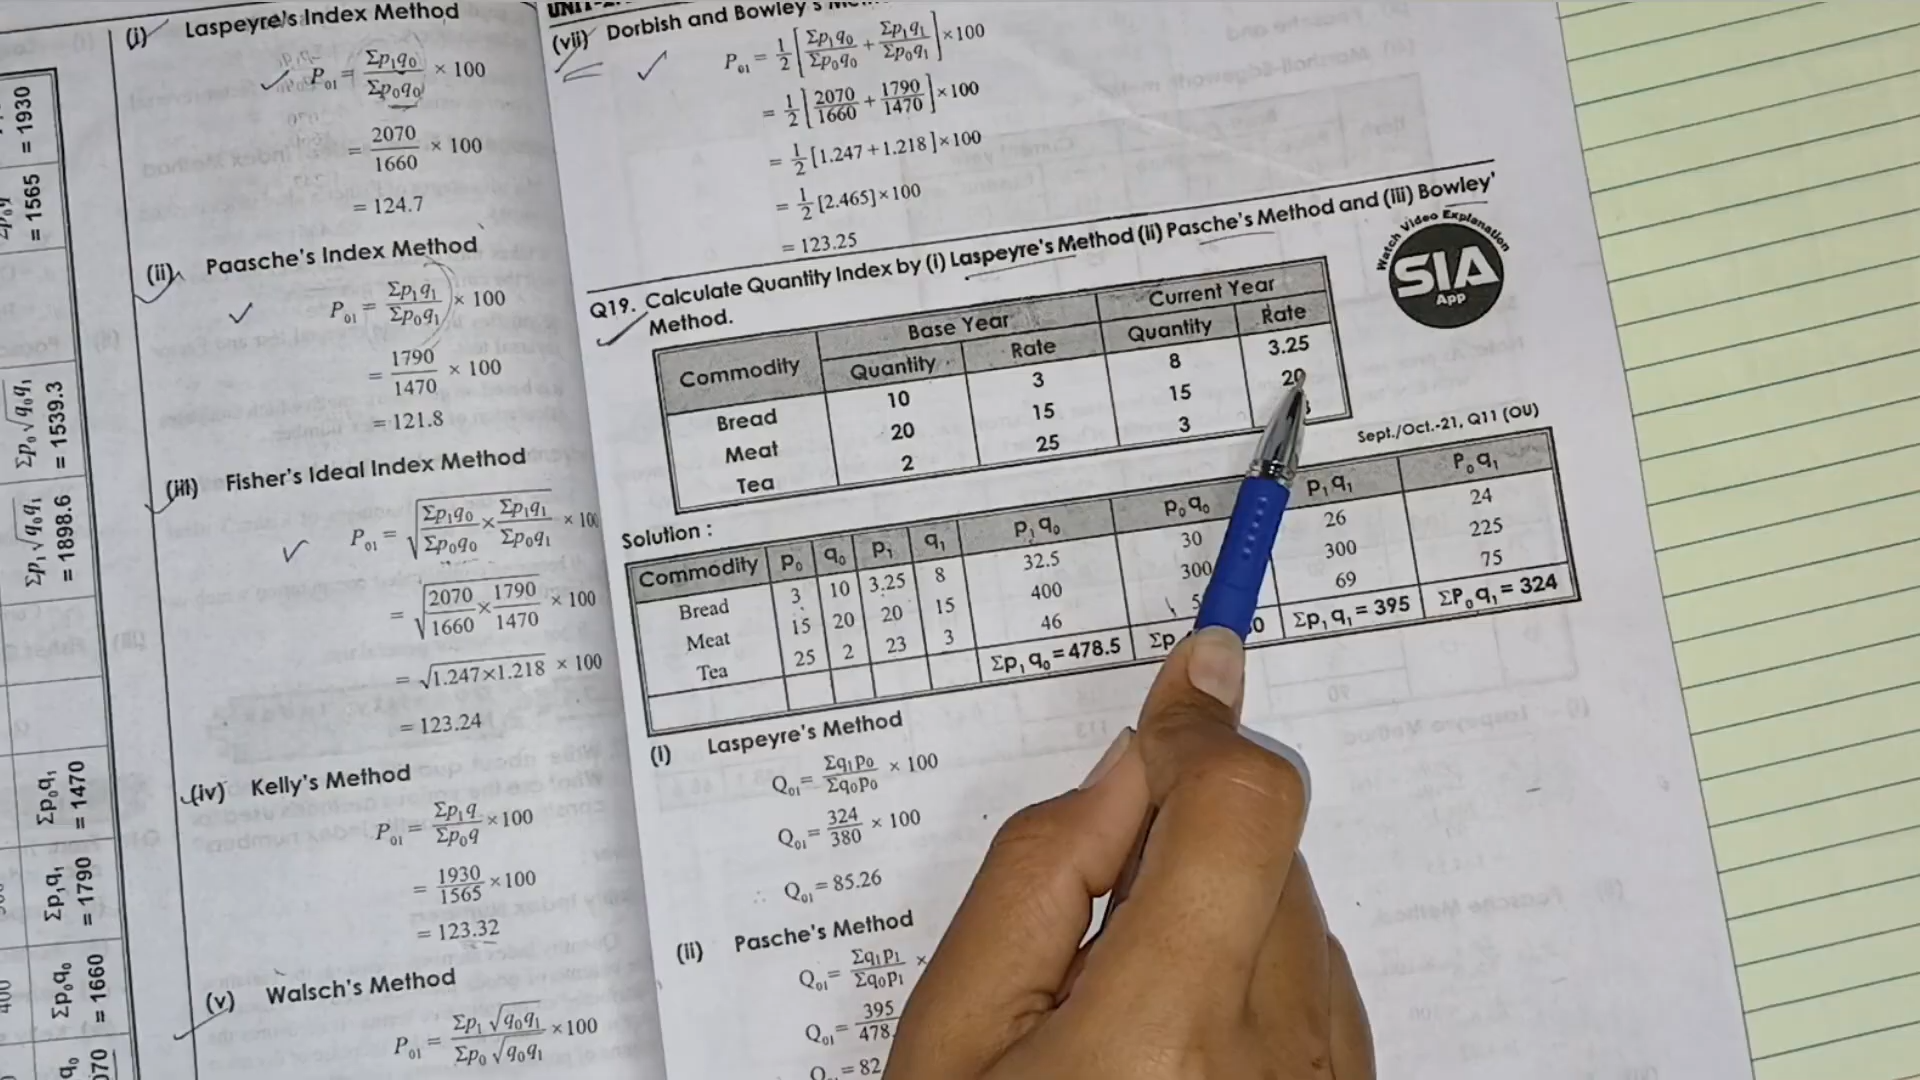 (i) Laspeyre's Index Method
P₀₁ = Σp₁q₀ / Σp₀q₀ × 100
= 2070 / 1660 × 100
= 124.7
(ii) Paasche's Index Method
P₀₁ = Σp₁q₁ / Σp₀q₁ × 100
= 1790 / 1470 × 100
= 121.8
(iii) Fisher's Ideal Index Method
P₀₁ = √(Σp₁q₀ / Σp₀q₀ × Σp₁q₁ / Σp₀q₁) × 100
= √(2070 / 1660 × 1790 / 1470) × 100
= √1.247×1.218 × 100
= 123.24
(iv) Kelly's Method
P₀₁ = Σp₁q / Σp₀q ×100
= 1930 / 1565 ×100
= 123.32
(v) Walsch's Method
P₀₁ = Σp₁√q₀q₁ / Σp₀√q₀q₁ ×100
= 1930
Σp₀q = 1565
Σp₀√q₀q₁ = 1539.3
Σp₁√q₀q₁ = 1898.6
Σp₀q₁ = 1470
Σp₁q₁ = 1790
Σp₀q₀ = 1660
(vii) Dorbish and Bowley's
P₀₁ = 1/2 [Σp₁q₀ / Σp₀q₀ + Σp₁q₁ / Σp₀q₁] ×100
= 1/2 [2070 / 1660 + 1790 / 1470] ×100
= 1/2 [1.247+1.218]×100
= 1/2 [2.465]×100
= 123.25
Q19. Calculate Quantity Index by (i) Laspeyre's Method (ii) Pasche's Method and (iii) Bowley'
Method.
Watch Video Explanation
SIA
App
Commodity Base Year Current Year
Quantity Rate Quantity Rate
Bread 10 3 8 3.25
Meat 20 15 15 20
Tea 2 25 3
Sept./Oct.-21, Q11 (OU)
Solution :
Commodity p₀ q₀ p₁ q₁ p₁q₀ p₀q₀ p₁q₁ P₀q₁
Bread 3 10 3.25 8 32.5 30 26 24
Meat 15 20 20 15 400 300 300 225
Tea 25 2 23 3 46 69 75
Σp₁q₀ = 478.5 Σp₁q₁ = 395 ΣP₀q₁ = 324
(i) Laspeyre's Method
Q₀₁ = Σq₁p₀ / Σq₀p₀ × 100
Q₀₁ = 324 / 380 × 100
∴ Q₀₁ = 85.26
(ii) Pasche's Method
Q₀₁ = Σq₁p₁ / Σq₀p₁ ×
Q₀₁ = 395 / 478.
Q₀₁ = 82.